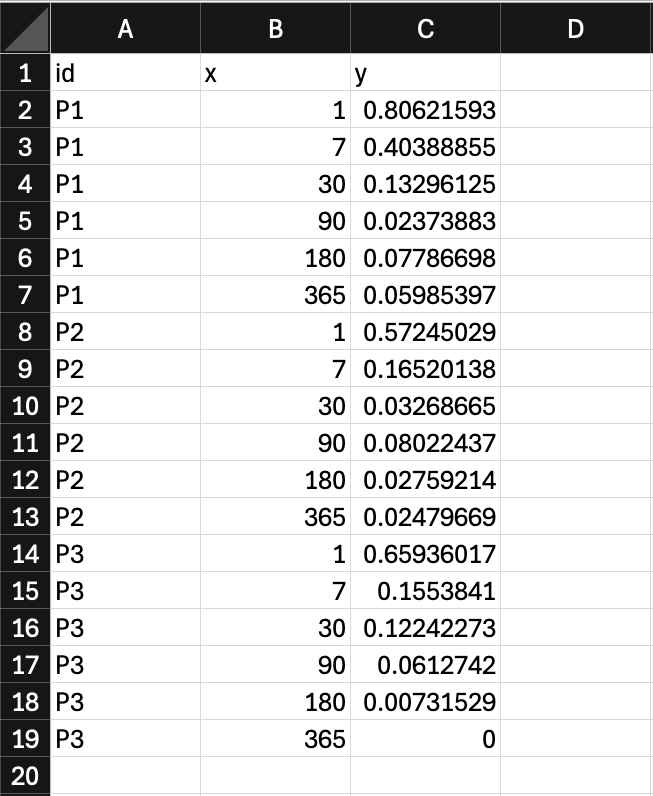 A B C D
1 id x y
2 P1 1 0.80621593
3 P1 7 0.40388855
4 P1 30 0.13296125
5 P1 90 0.02373883
6 P1 180 0.07786698
7 P1 365 0.05985397
8 P2 1 0.57245029
9 P2 7 0.16520138
10 P2 30 0.03268665
11 P2 90 0.08022437
12 P2 180 0.02759214
13 P2 365 0.02479669
14 P3 1 0.65936017
15 P3 7 0.1553841
16 P3 30 0.12242273
17 P3 90 0.0612742
18 P3 180 0.00731529
19 P3 365 0
20